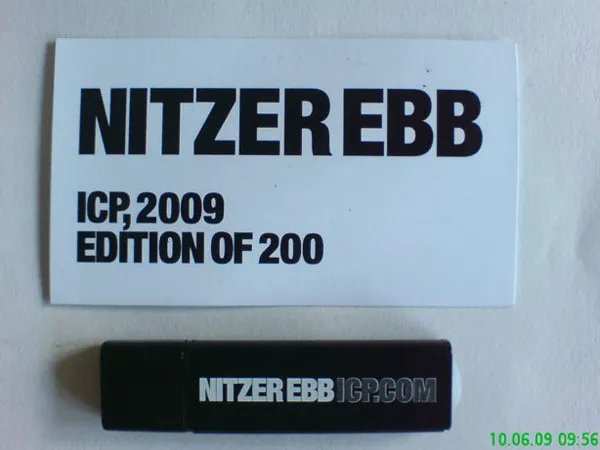 NITZER EBB
ICP, 2009
EDITION OF 200
NITZER EBB ICP.COM
10.06.09 09:56